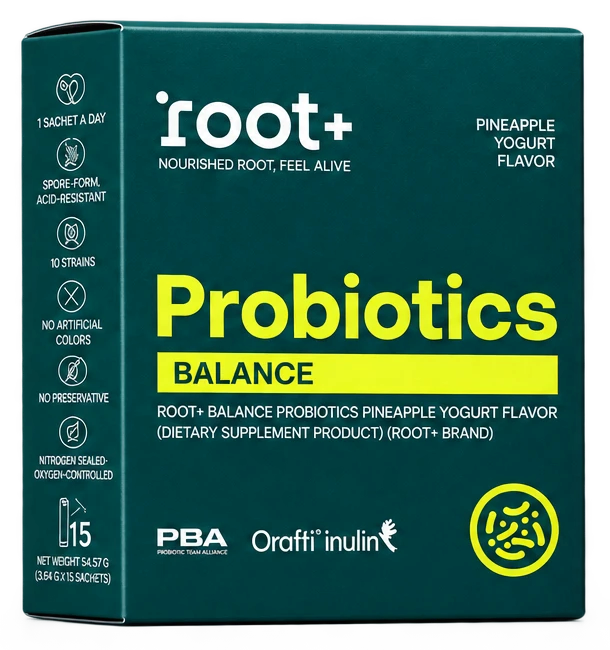 1 SACHET A DAY
SPORE-FORM,
ACID-RESISTANT
10 STRAINS
NO ARTIFICIAL
COLORS
NO PRESERVATIVE
NITROGEN SEALED-
OXYGEN-CONTROLLED
15
NET WEIGHT 54.57 G
(3.64 G X 15 SACHETS)
root+
NOURISHED ROOT, FEEL ALIVE
PINEAPPLE
YOGURT
FLAVOR
Probiotics
BALANCE
ROOT+ BALANCE PROBIOTICS PINEAPPLE YOGURT FLAVOR
(DIETARY SUPPLEMENT PRODUCT) (ROOT+ BRAND)
PBA
PROBIOTIC TEAM ALLIANCE
Orafti® inulin